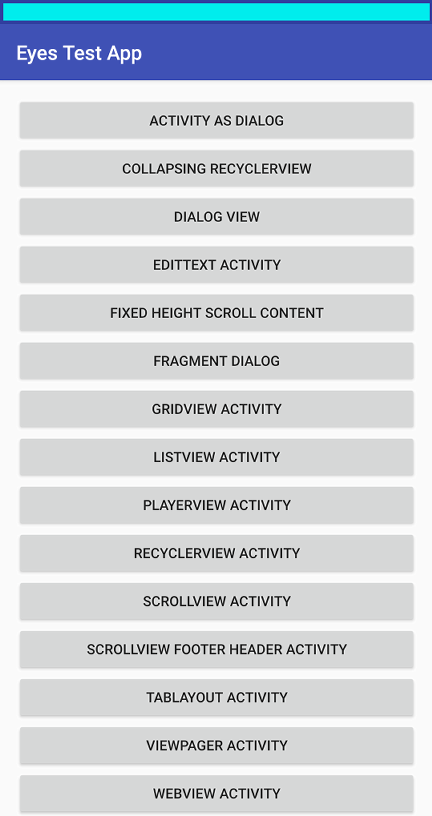 Eyes Test App
ACTIVITY AS DIALOG
COLLAPSING RECYCLERVIEW
DIALOG VIEW
EDITTEXT ACTIVITY
FIXED HEIGHT SCROLL CONTENT
FRAGMENT DIALOG
GRIDVIEW ACTIVITY
LISTVIEW ACTIVITY
PLAYERVIEW ACTIVITY
RECYCLERVIEW ACTIVITY
SCROLLVIEW ACTIVITY
SCROLLVIEW FOOTER HEADER ACTIVITY
TABLAYOUT ACTIVITY
VIEWPAGER ACTIVITY
WEBVIEW ACTIVITY